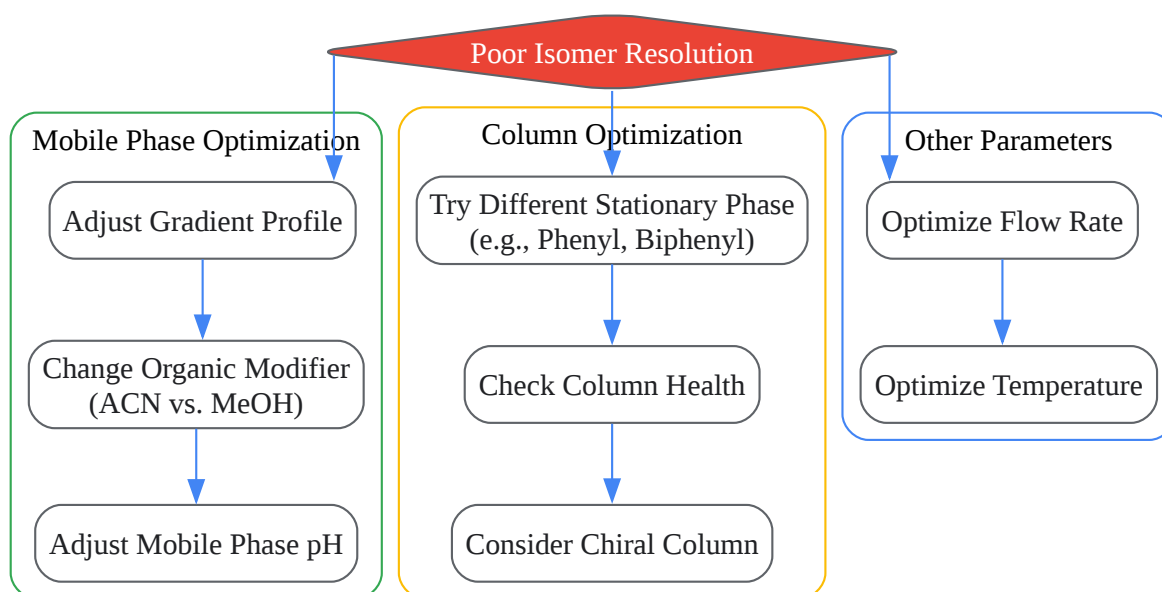 Poor Isomer Resolution
Mobile Phase Optimization
Adjust Gradient Profile
Change Organic Modifier
(ACN vs. MeOH)
Adjust Mobile Phase pH
Column Optimization
Try Different Stationary Phase
(e.g., Phenyl, Biphenyl)
Check Column Health
Consider Chiral Column
Other Parameters
Optimize Flow Rate
Optimize Temperature